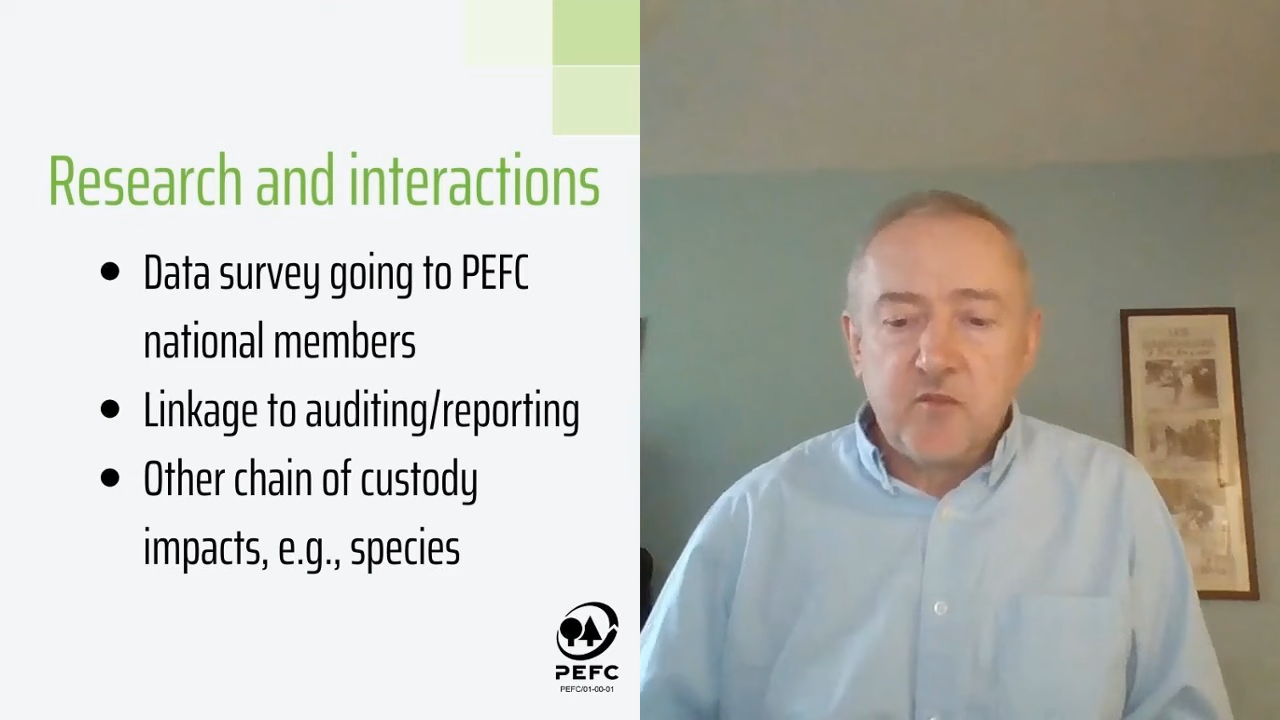 Research and interactions
● Data survey going to PEFC
national members
● Linkage to auditing/reporting
● Other chain of custody
impacts, e.g., species
PEFC
PEFC/01-00-01